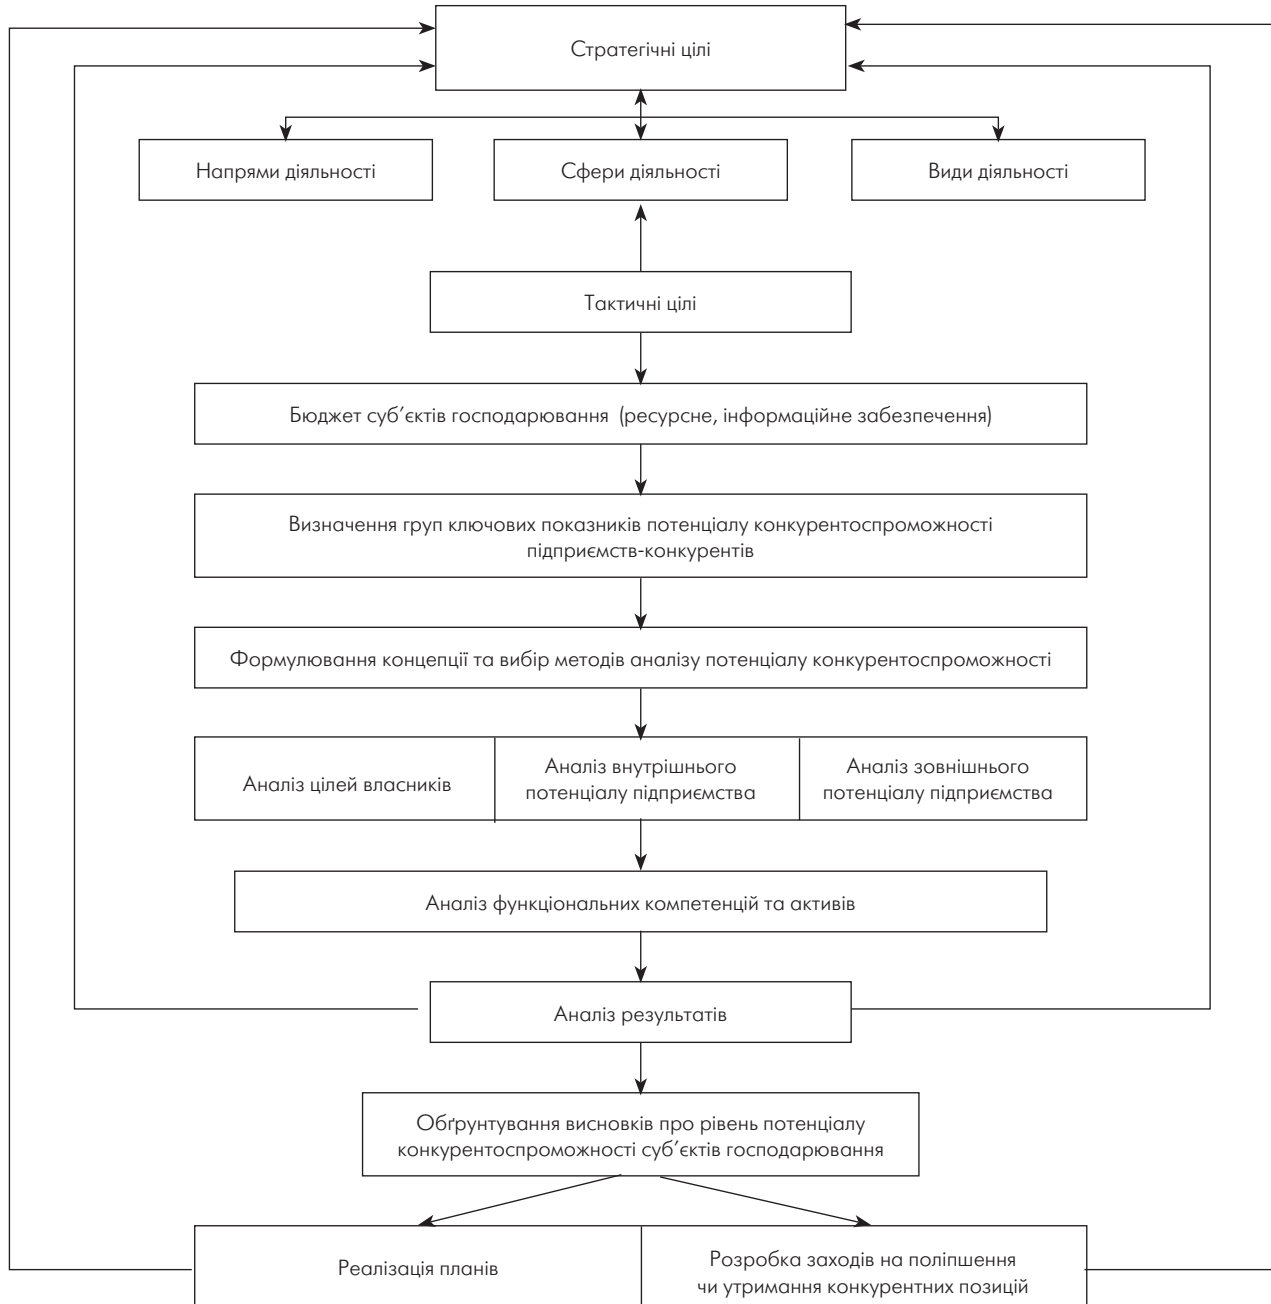 Стратегічні цілі
Напрями діяльності
Сфери діяльності
Види діяльності
Тактичні цілі
Бюджет суб’єктів господарювання (ресурсне, інформаційне забезпечення)
Визначення груп ключових показників потенціалу конкурентоспроможності
підприємств-конкурентів
Формулювання концепції та вибір методів аналізу потенціалу конкурентоспроможності
Аналіз цілей власників
Аналіз внутрішнього
потенціалу підприємства
Аналіз зовнішнього
потенціалу підприємства
Аналіз функціональних компетенцій та активів
Аналіз результатів
Обґрунтування висновків про рівень потенціалу
конкурентоспроможності суб’єктів господарювання
Реалізація планів
Розробка заходів на поліпшення
чи утримання конкурентних позицій